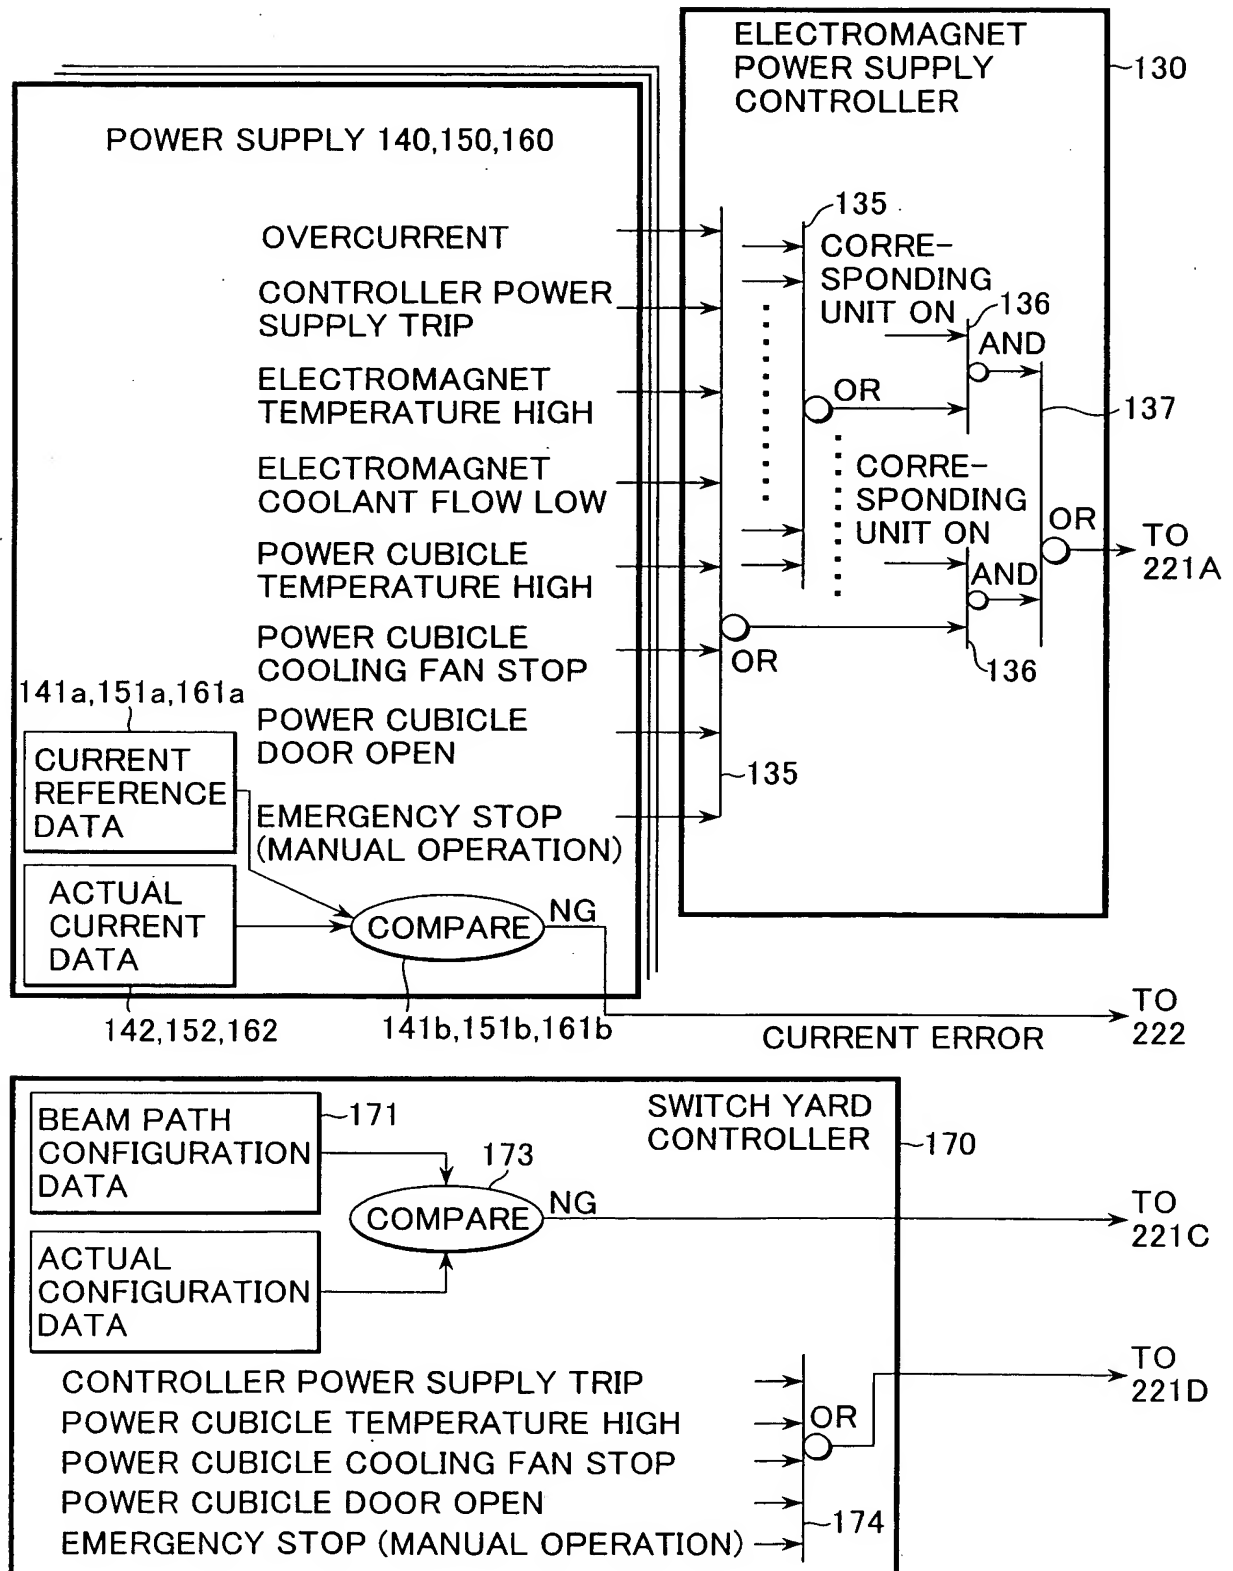 ELECTROMAGNET
POWER SUPPLY
CONTROLLER
130
POWER SUPPLY 140,150,160
OVERCURRENT
CONTROLLER POWER
SUPPLY TRIP
ELECTROMAGNET
TEMPERATURE HIGH
ELECTROMAGNET
COOLANT FLOW LOW
POWER CUBICLE
TEMPERATURE HIGH
POWER CUBICLE
COOLING FAN STOP
POWER CUBICLE
DOOR OPEN
EMERGENCY STOP
(MANUAL OPERATION)
135
CORRE-
SPONDING
UNIT ON
136
AND
OR
137
CORRE-
SPONDING
UNIT ON
AND
OR
TO
221A
OR
136
135
141a,151a,161a
CURRENT
REFERENCE
DATA
ACTUAL
CURRENT
DATA
COMPARE
NG
142,152,162
141b,151b,161b
CURRENT ERROR
TO
222
BEAM PATH
CONFIGURATION
DATA
171
SWITCH YARD
CONTROLLER
170
173
COMPARE
NG
TO
221C
ACTUAL
CONFIGURATION
DATA
CONTROLLER POWER SUPPLY TRIP
POWER CUBICLE TEMPERATURE HIGH
POWER CUBICLE COOLING FAN STOP
POWER CUBICLE DOOR OPEN
EMERGENCY STOP (MANUAL OPERATION)
OR
174
TO
221D